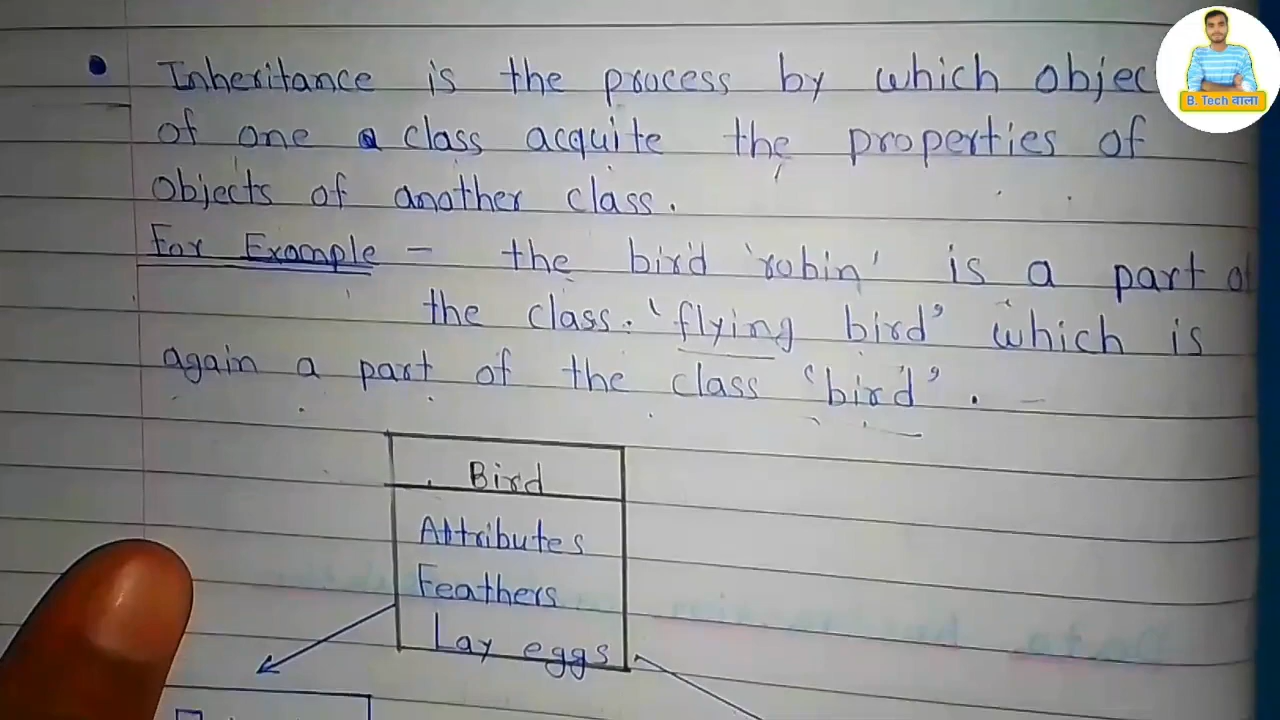 Inheritance is the process by which objec
of one a class acquite the properties of
objects of another class.
For Example - the bird 'robin' is a part of
the class. 'flying bird' which is
again a part of the class 'bird'.
Bird
Attributes
Feathers
Lay eggs
B. Tech वाला